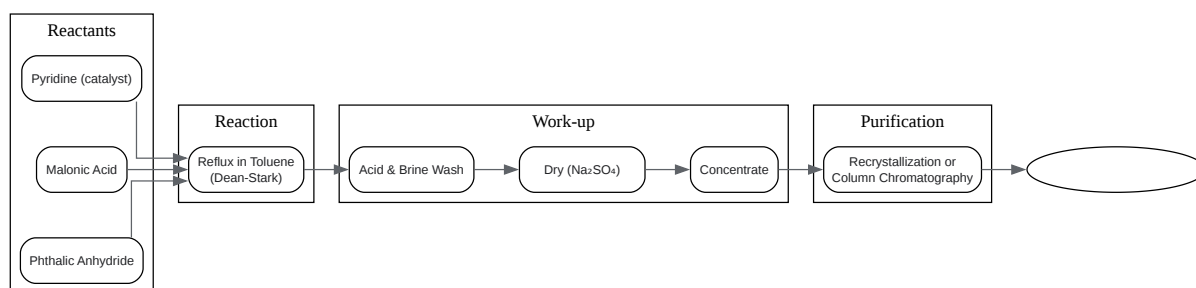 Reactants
Pyridine (catalyst)
Malonic Acid
Phthalic Anhydride
Reaction
Reflux in Toluene
(Dean-Stark)
Work-up
Acid & Brine Wash
Dry (Na₂SO₄)
Concentrate
Purification
Recrystallization or
Column Chromatography